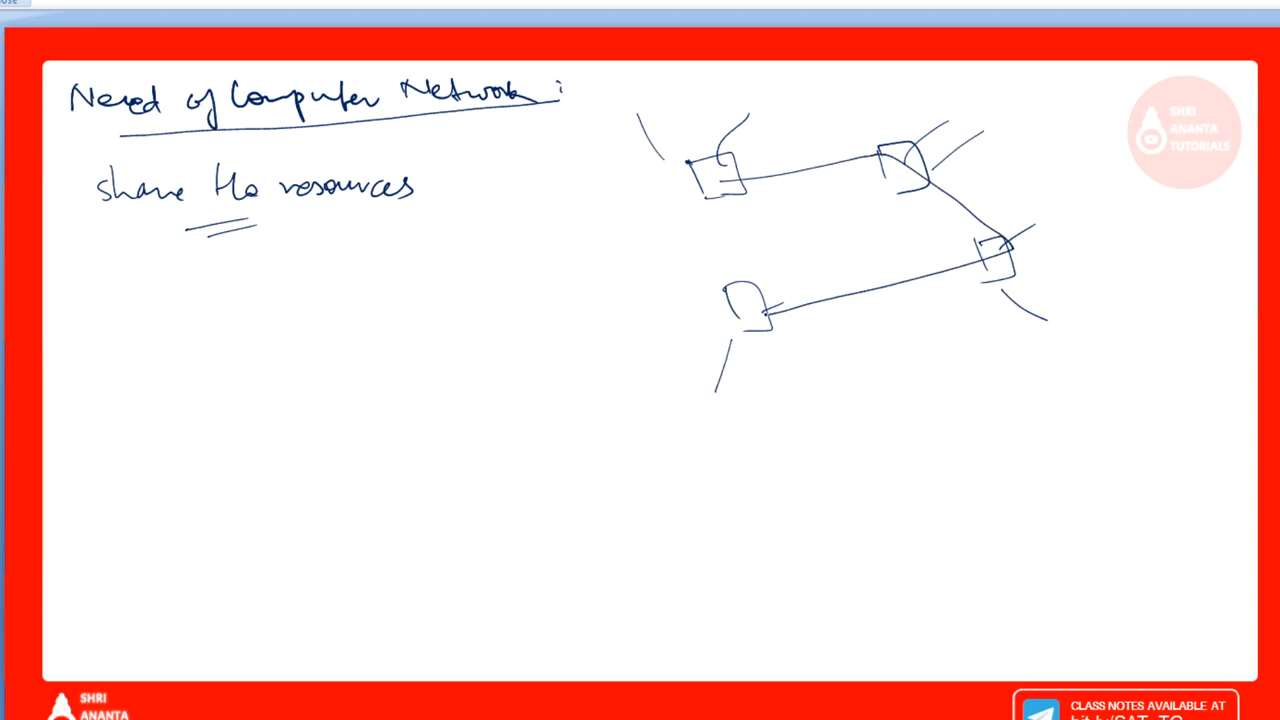 Need of Computer Network :
share the resources
SHRI
ANANTA
TUTORIALS
SHRI
ANANTA
CLASS NOTES AVAILABLE AT